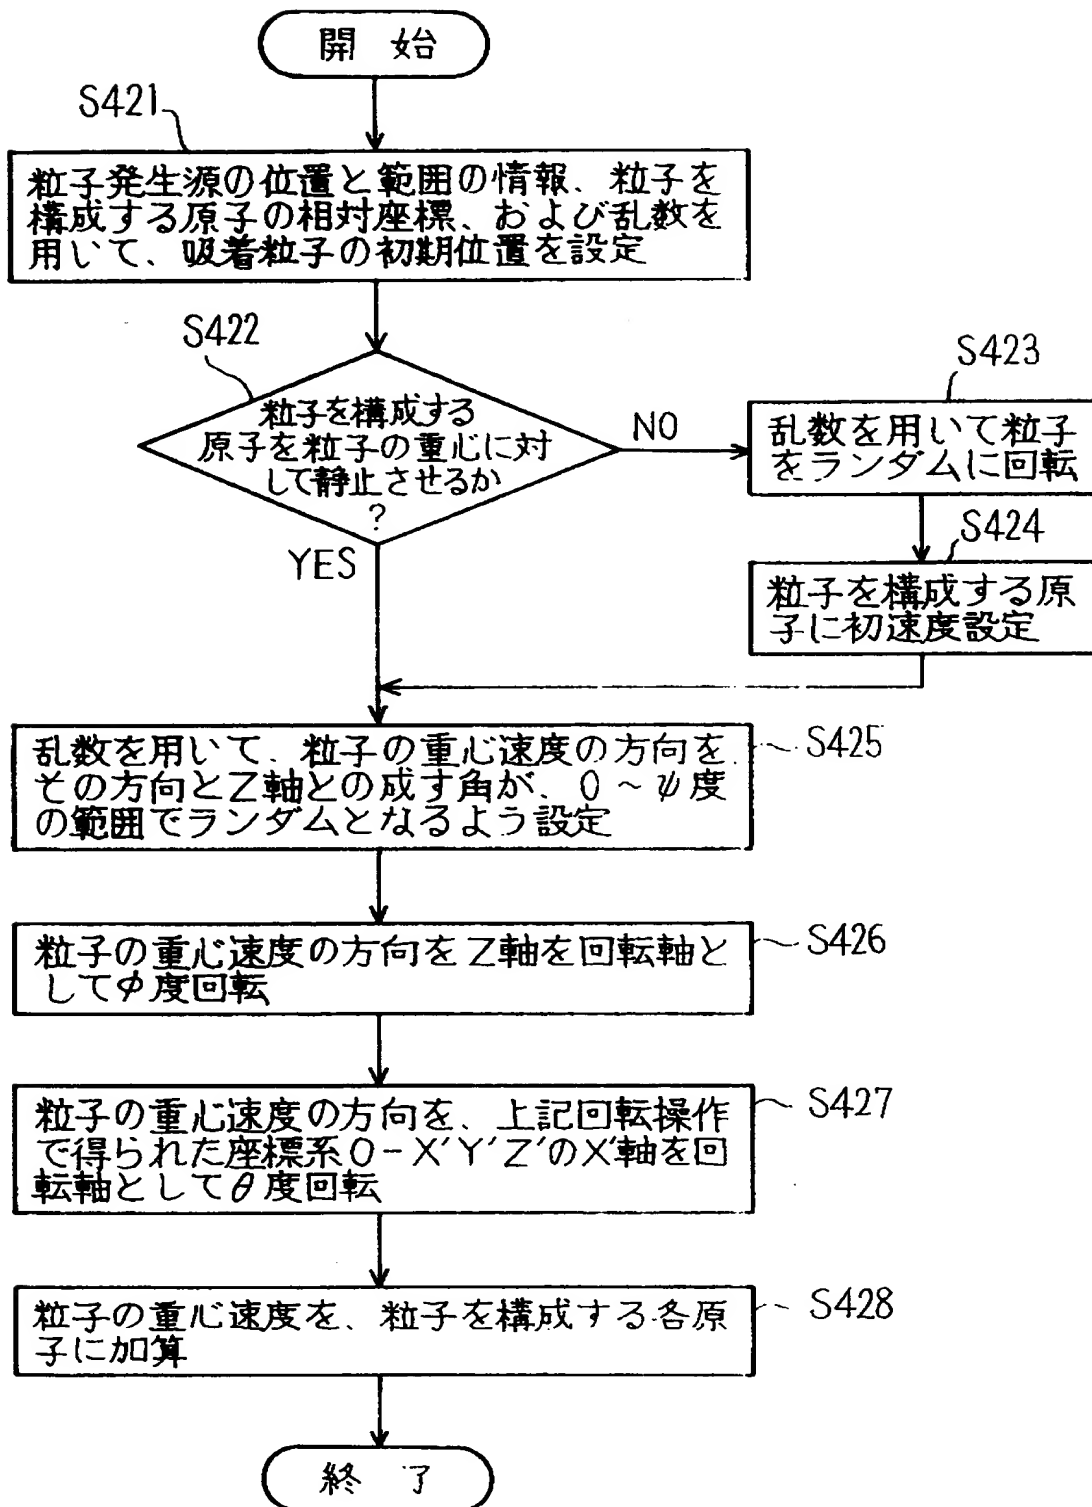 開 始
S421
粒子発生源の位置と範囲の情報、粒子を
構成する原子の相対座標、および乱数を
用いて、吸着粒子の初期位置を設定
S422
粒子を構成する
原子を粒子の重心に対
して静止させるか
?
NO
YES
S423
乱数を用いて粒子
をランダムに回転
S424
粒子を構成する原
子に初速度設定
乱数を用いて、粒子の重心速度の方向を、
その方向とZ軸との成す角が、0~ψ度
の範囲でランダムとなるよう設定
S425
粒子の重心速度の方向をZ軸を回転軸と
してφ度回転
S426
粒子の重心速度の方向を、上記回転操作
で得られた座標系O-X'Y'Z'のX'軸を回
転軸としてθ度回転
S427
粒子の重心速度を、粒子を構成する各原
子に加算
S428
終 了